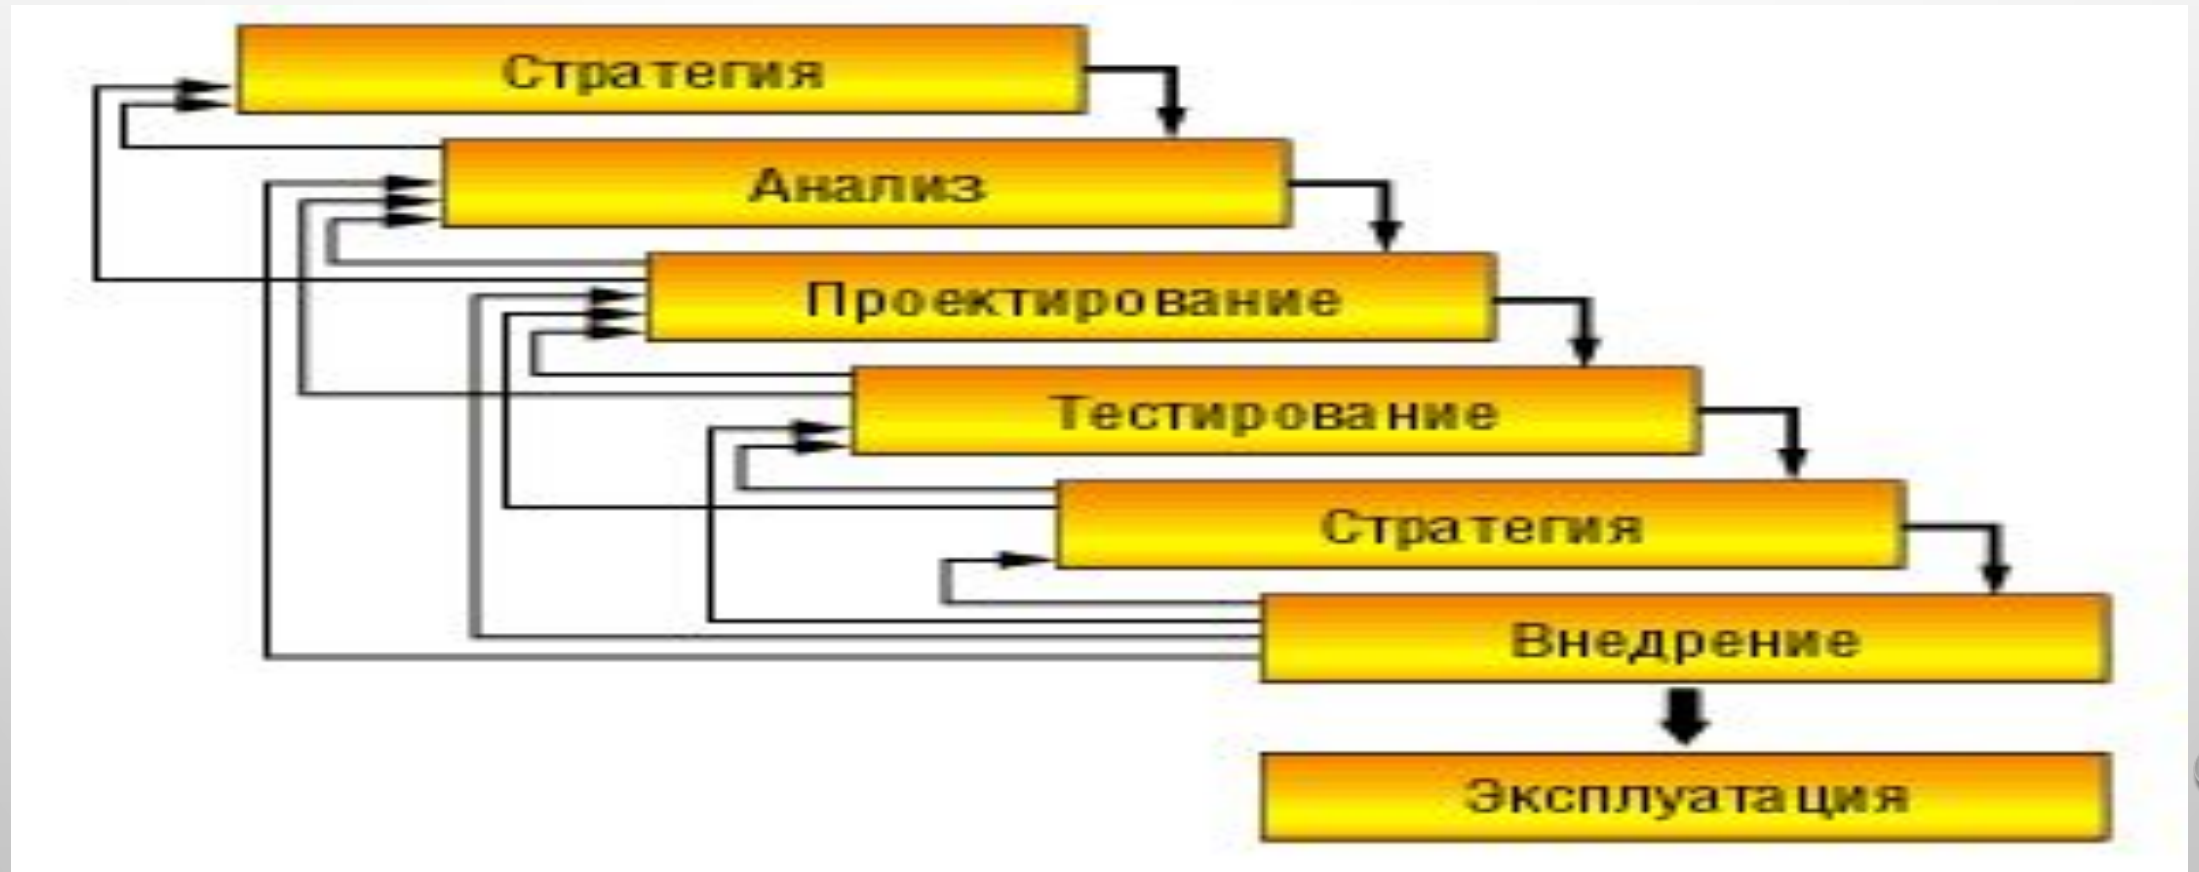 Стратегия
Анализ
Проектирование
Тестирование
Стратегия
Внедрение
Эксплуатация